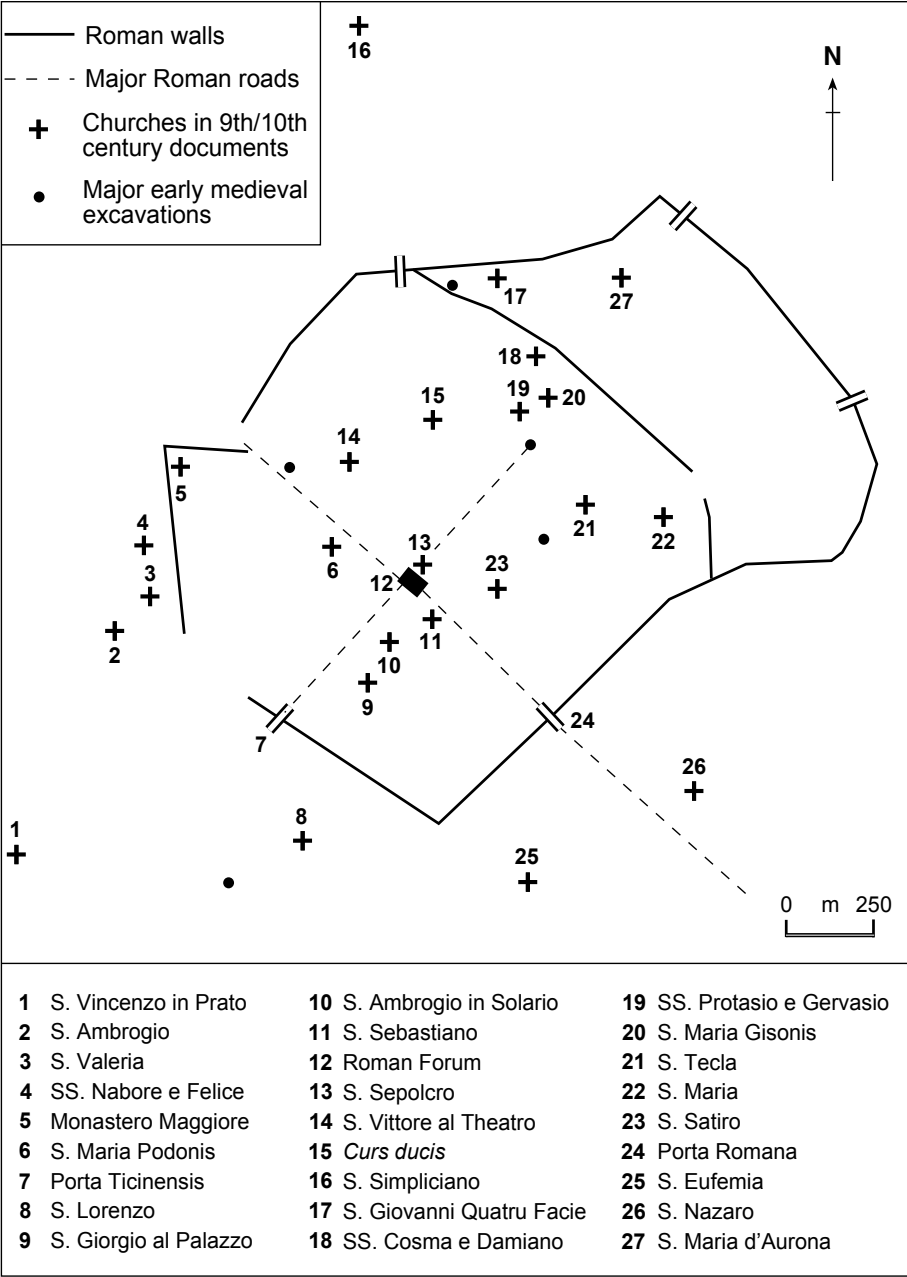 Roman walls
Major Roman roads
Churches in 9th/10th
century documents
Major early medieval
excavations
16
N
17
27
18
19
20
15
14
5
4
21
22
13
6
3
12
23
2
11
10
9
24
7
26
8
1
25
0 m 250
1 S. Vincenzo in Prato
2 S. Ambrogio
3 S. Valeria
4 SS. Nabore e Felice
5 Monastero Maggiore
6 S. Maria Podonis
7 Porta Ticinensis
8 S. Lorenzo
9 S. Giorgio al Palazzo
10 S. Ambrogio in Solario
11 S. Sebastiano
12 Roman Forum
13 S. Sepolcro
14 S. Vittore al Theatro
15 Curs ducis
16 S. Simpliciano
17 S. Giovanni Quatru Facie
18 SS. Cosma e Damiano
19 SS. Protasio e Gervasio
20 S. Maria Gisonis
21 S. Tecla
22 S. Maria
23 S. Satiro
24 Porta Romana
25 S. Eufemia
26 S. Nazaro
27 S. Maria d'Aurona